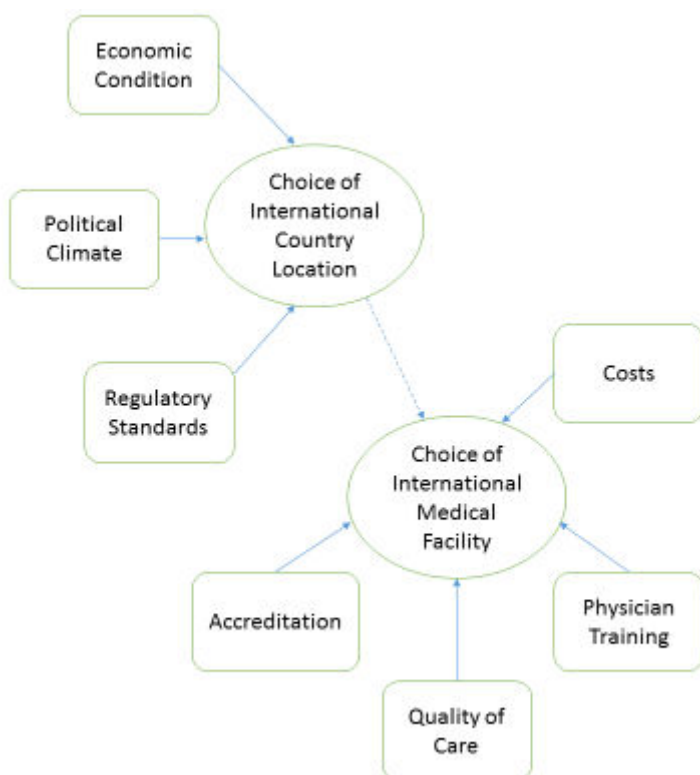 Economic
Condition
Choice of
International
Country
Location
Political
Climate
Regulatory
Standards
Costs
Choice of
International
Medical
Facility
Accreditation
Physician
Training
Quality of
Care